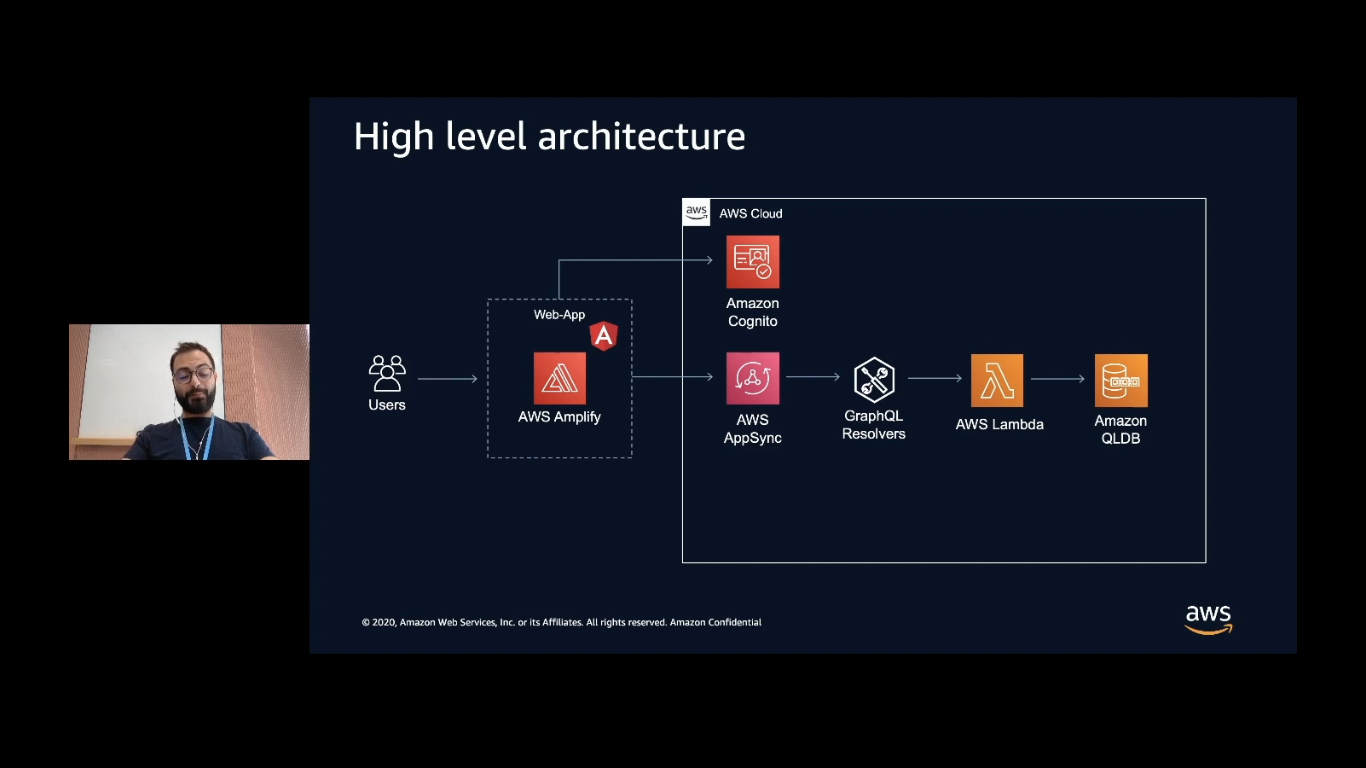 High level architecture
aws
AWS Cloud
Amazon
Cognito
Web-App
A
AWS Amplify
Users
AWS
AppSync
GraphQL
Resolvers
AWS Lambda
Amazon
QLDB
© 2020, Amazon Web Services, Inc. or its Affiliates. All rights reserved. Amazon Confidential
aws